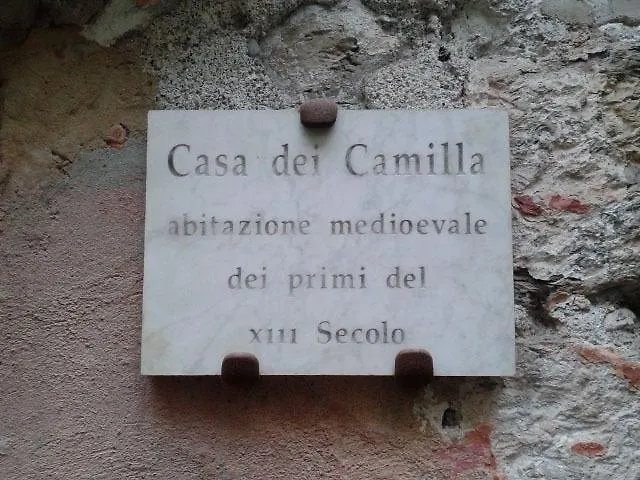 Casa dei Camilla
abitazione medioevale
dei primi del
XIII Secolo